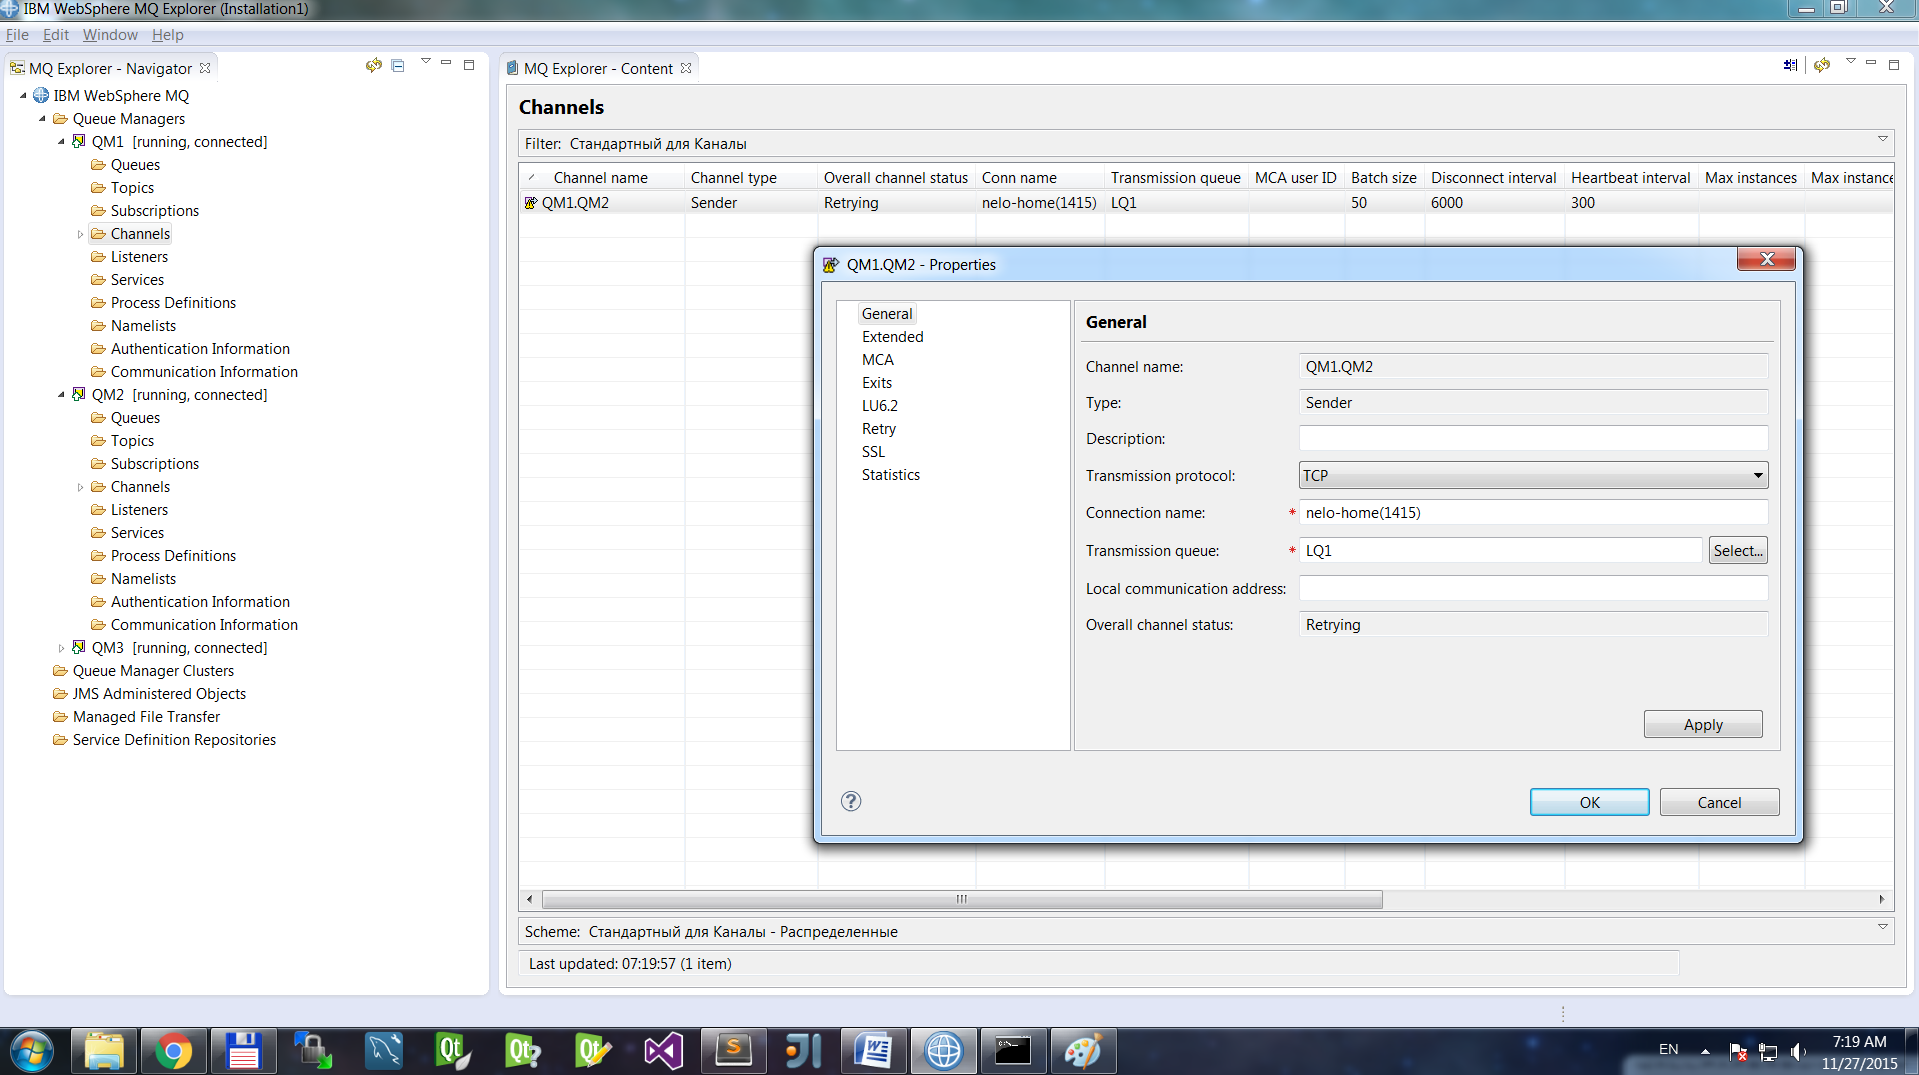 IBM WebSphere MQ Explorer (Installation1)
File Edit Window Help
MQ Explorer - Navigator
IBM WebSphere MQ
Queue Managers
QM1 [running, connected]
Queues
Topics
Subscriptions
Channels
Listeners
Services
Process Definitions
Namelists
Authentication Information
Communication Information
QM2 [running, connected]
Queues
Topics
Subscriptions
Channels
Listeners
Services
Process Definitions
Namelists
Authentication Information
Communication Information
QM3 [running, connected]
Queue Manager Clusters
JMS Administered Objects
Managed File Transfer
Service Definition Repositories
MQ Explorer - Content
Channels
Filter: Стандартный для Каналы
Channel name Channel type Overall channel status Conn name Transmission queue MCA user ID Batch size Disconnect interval Heartbeat interval Max instances Max instance
QM1.QM2 Sender Retrying nelo-home(1415) LQ1 50 6000 300
QM1.QM2 - Properties
General
Extended
MCA
Exits
LU6.2
Retry
SSL
Statistics
General
Channel name: QM1.QM2
Type: Sender
Description:
Transmission protocol: TCP
Connection name: * nelo-home(1415)
Transmission queue: * LQ1 Select...
Local communication address:
Overall channel status: Retrying
Apply
? OK Cancel
Scheme: Стандартный для Каналы - Распределенные
Last updated: 07:19:57 (1 item)
Qt Qt? Qt S JI W C:\
EN 7:19 AM
11/27/2015